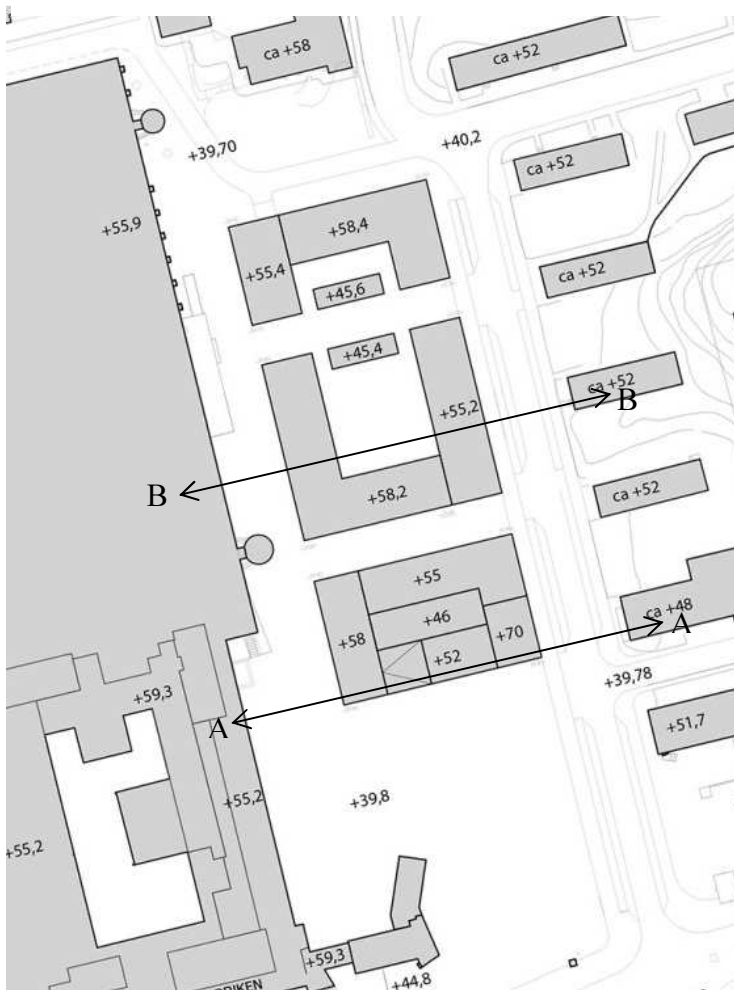 ca +58
ca +52
+39,70
+40,2
ca +52
+55,9
+58,4
+55,4
ca +52
+45,6
+45,4
ca +52
B
+55,2
B
+58,2
ca +52
+55
+46
+58
+52
+70
ca +48
A
+39,78
+59,3
A
+51,7
+55,2
+39,8
+55,2
+59,3
+44,8